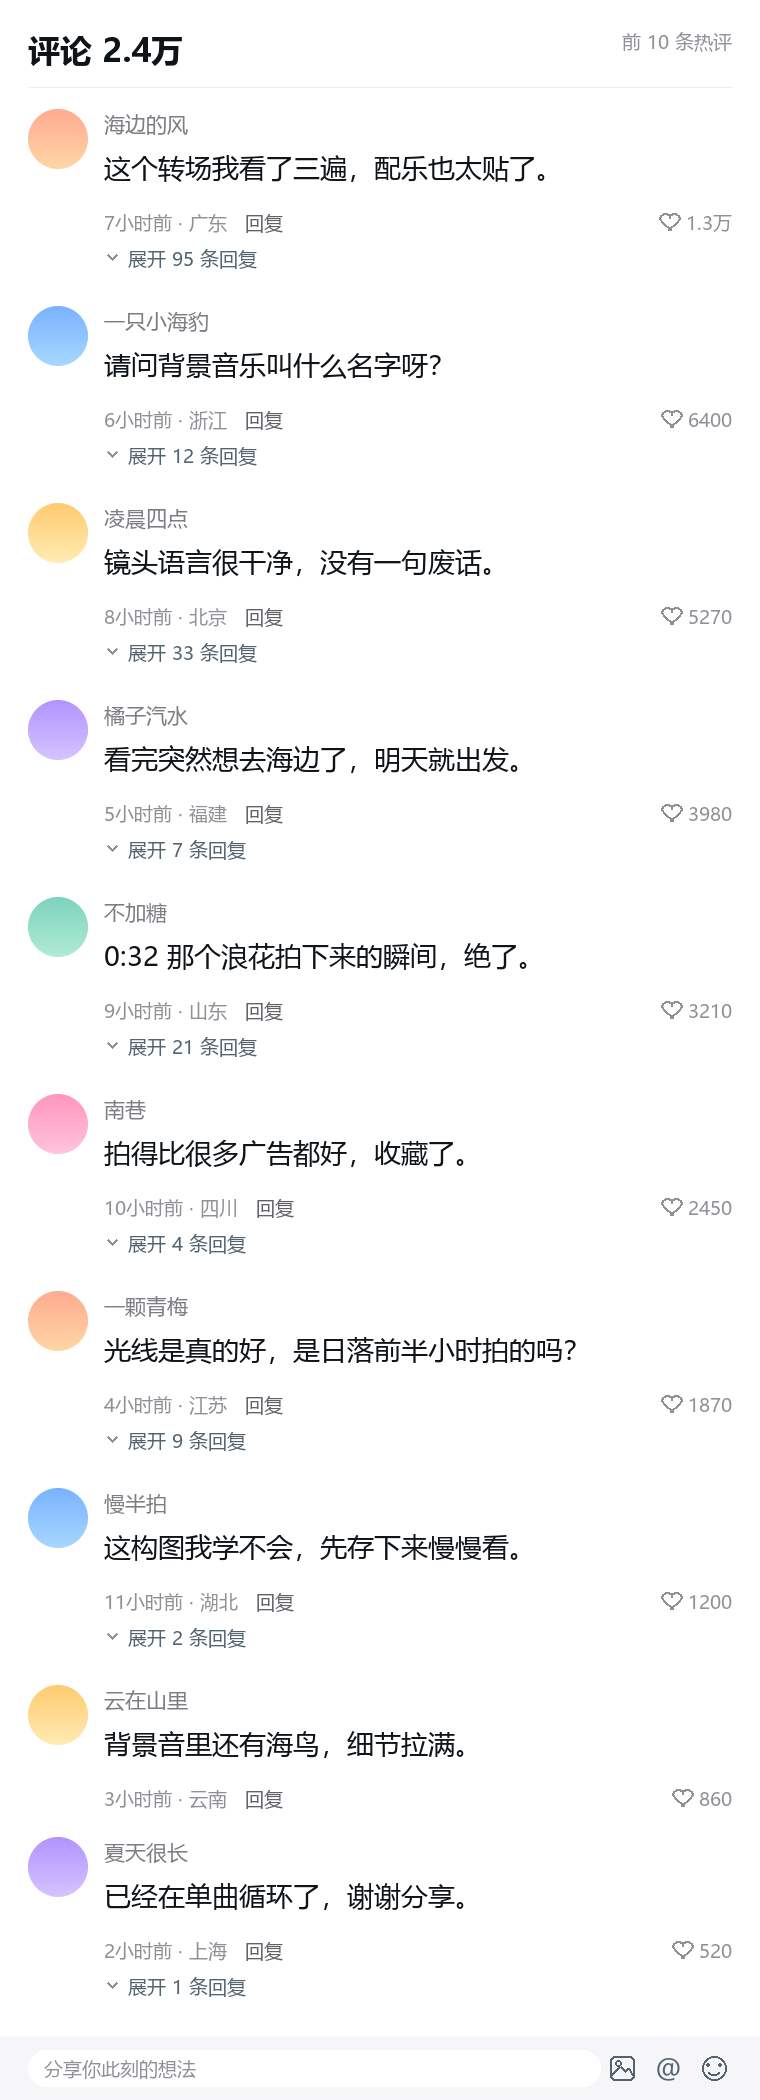 评论 2.4万
前 10 条热评
海边的风
这个转场我看了三遍，配乐也太贴了。
7小时前 · 广东 回复 1.3万
展开 95 条回复
一只小海豹
请问背景音乐叫什么名字呀？
6小时前 · 浙江 回复 6400
展开 12 条回复
凌晨四点
镜头语言很干净，没有一句废话。
8小时前 · 北京 回复 5270
展开 33 条回复
橘子汽水
看完突然想去海边了，明天就出发。
5小时前 · 福建 回复 3980
展开 7 条回复
不加糖
0:32 那个浪花拍下来的瞬间，绝了。
9小时前 · 山东 回复 3210
展开 21 条回复
南巷
拍得比很多广告都好，收藏了。
10小时前 · 四川 回复 2450
展开 4 条回复
一颗青梅
光线是真的好，是日落前半小时拍的吗？
4小时前 · 江苏 回复 1870
展开 9 条回复
慢半拍
这构图我学不会，先存下来慢慢看。
11小时前 · 湖北 回复 1200
展开 2 条回复
云在山里
背景音里还有海鸟，细节拉满。
3小时前 · 云南 回复 860
夏天很长
已经在单曲循环了，谢谢分享。
2小时前 · 上海 回复 520
展开 1 条回复
分享你此刻的想法 @